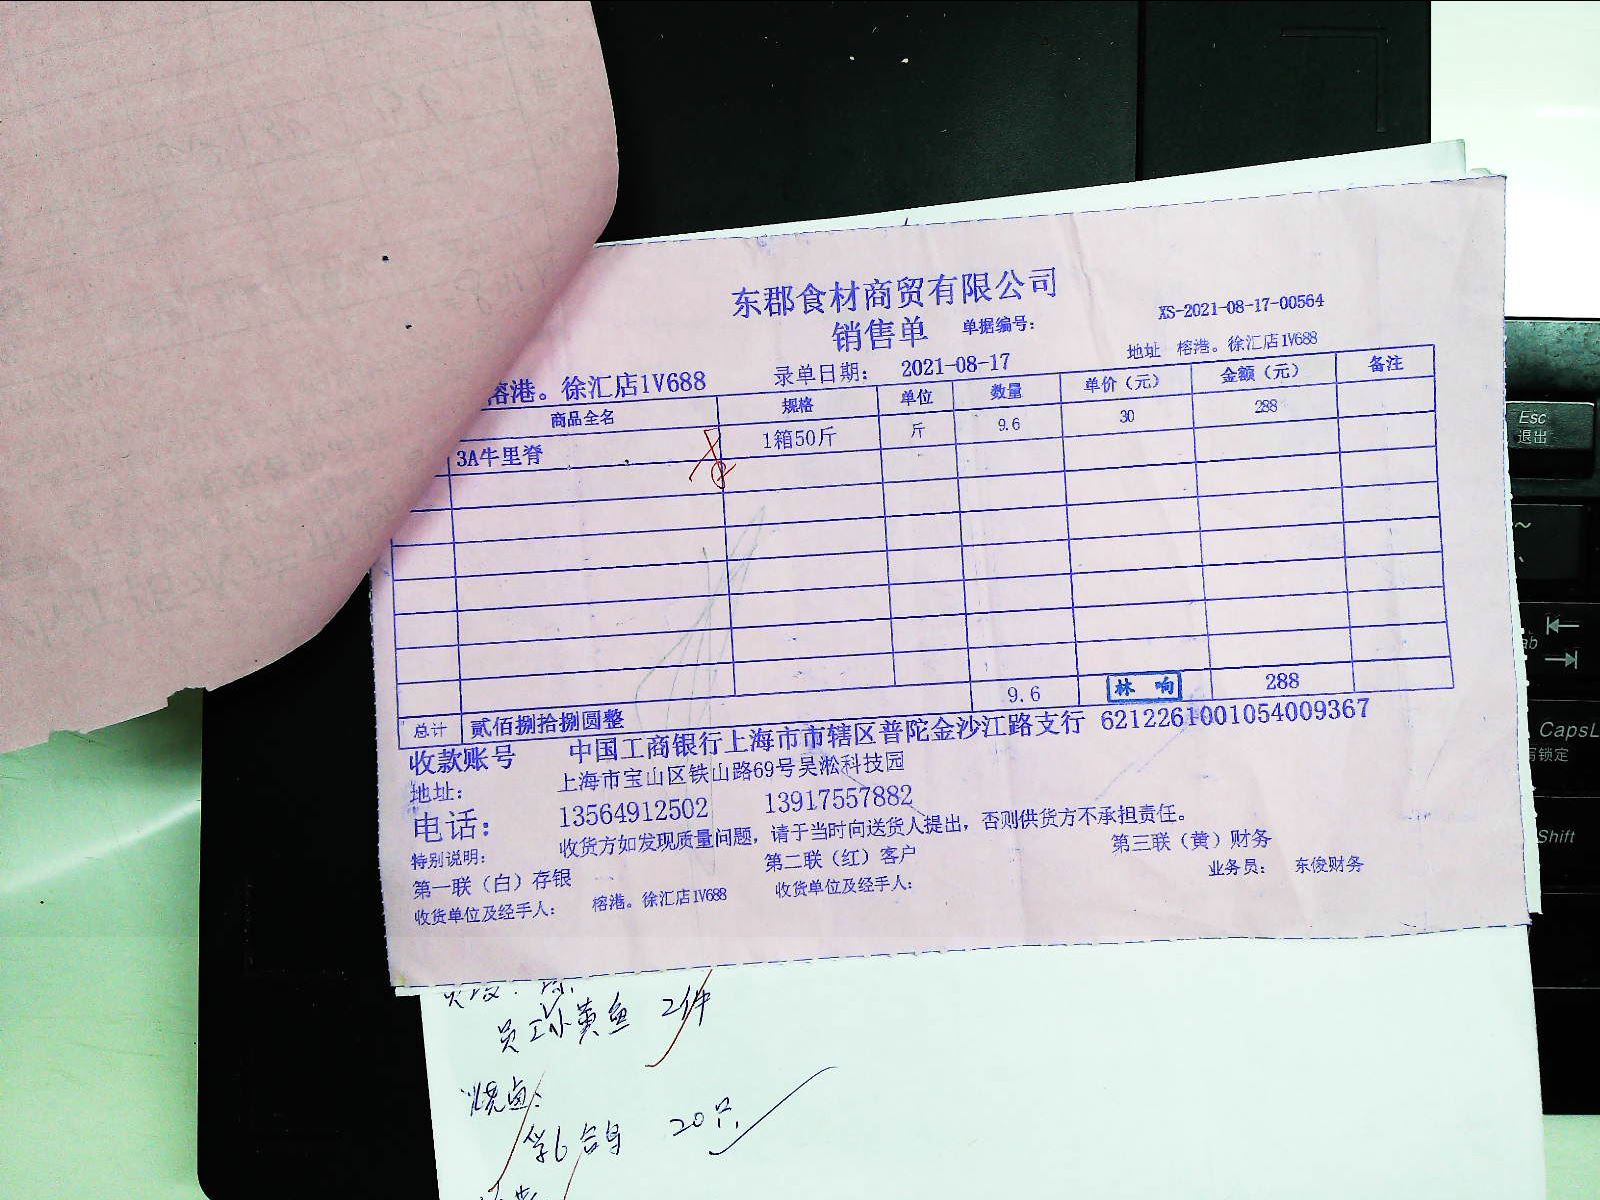 东郡食材商贸有限公司
销售单 单据编号： XS-2021-08-17-00564
榕港。徐汇店1V688 录单日期： 2021-08-17 地址 榕港。徐汇店1V688
商品全名 规格 单位 数量 单价（元） 金额（元） 备注
3A牛里脊 1箱50斤 斤 9.6 30 288
9.6 林响 288
总计 贰佰捌拾捌圆整
收款账号 中国工商银行上海市市辖区普陀金沙江路支行 6212261001054009367
地址： 上海市宝山区铁山路69号吴淞科技园
电话： 13564912502 13917557882
特别说明： 收货方如发现质量问题，请于当时向送货人提出，否则供货方不承担责任。
第一联（白）存银 第二联（红）客户 第三联（黄）财务
收货单位及经手人： 榕港。徐汇店1V688 收货单位及经手人： 业务员： 东俊财务
员工小黄鱼 2件
烧卤：
20只
Esc
退出
~
CapsL
Shift